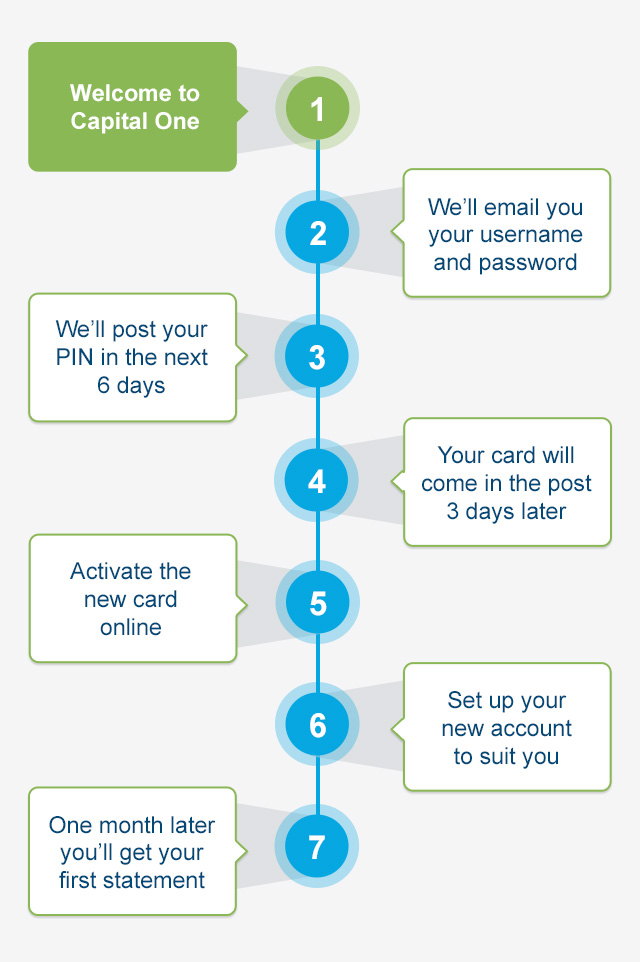 Welcome to
Capital One
1
2
We’ll email you
your username
and password
We’ll post your
PIN in the next
6 days
3
4
Your card will
come in the post
3 days later
Activate the
new card
online
5
6
Set up your
new account
to suit you
One month later
you’ll get your
first statement
7